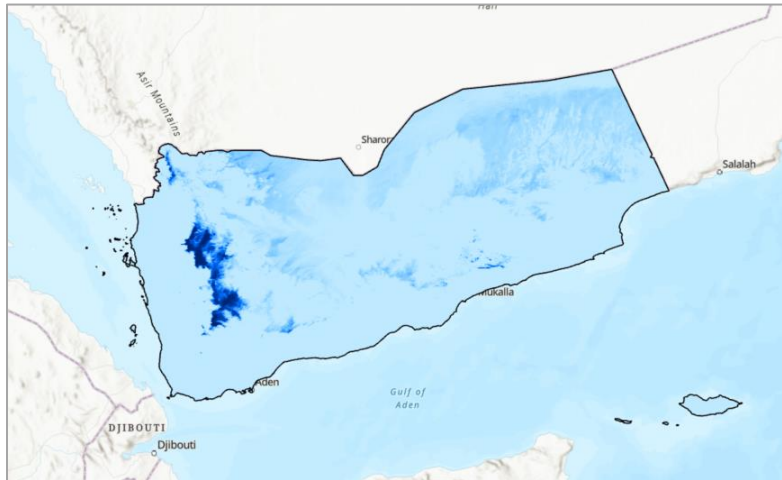 Asir Mountains
Sharor
Salalah
Mukalla
Aden
Gulf of
Aden
DJIBOUTI
Djibouti